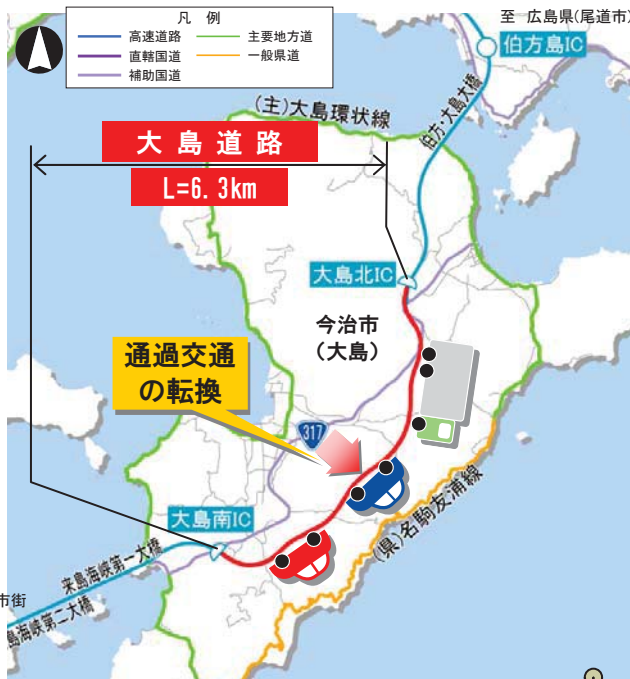 凡 例
高速道路
主要地方道
直轄国道
一般県道
補助国道
至 広島県(尾道市)
伯方島IC
(主)大島環状線
伯方・大島大橋
大 島 道 路
L=6.3km
大島北IC
今治市
(大島)
通過交通
の転換
317
(県)名駒友浦線
大島南IC
来島海峡第一大橋
島海峡第二大橋
市街